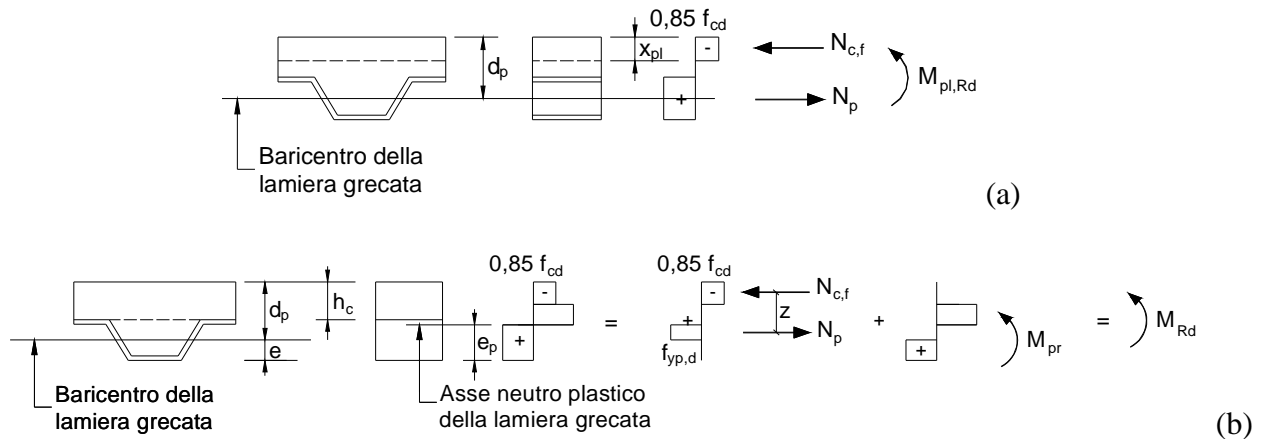 0,85 f_cd
d_p
x_pl
-
+
N_c,f
N_p
M_pl,Rd
Baricentro della
lamiera grecata
(a)
d_p
e
h_c
e_p
0,85 f_cd
-
+
=
0,85 f_cd
-
+
f_yp,d
z
N_c,f
N_p
+
+
M_pr
=
M_Rd
Baricentro della
lamiera grecata
Asse neutro plastico
della lamiera grecata
(b)